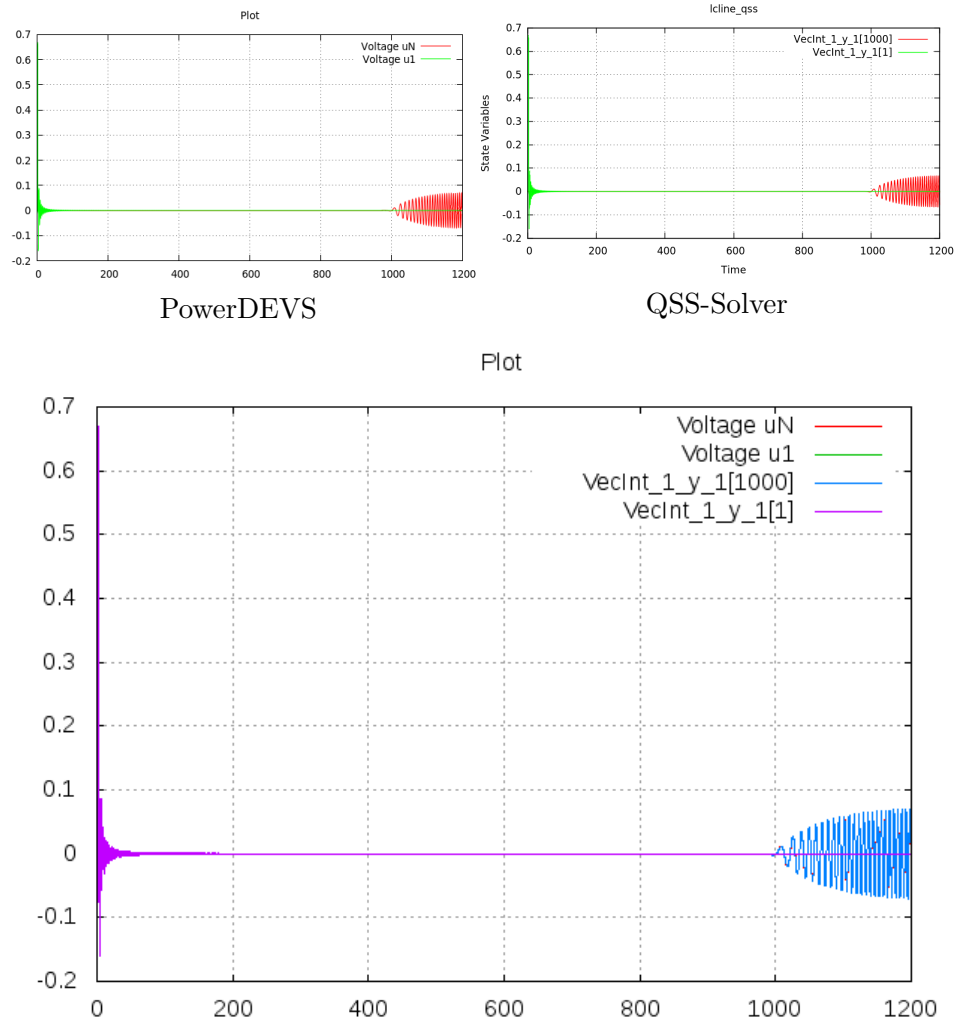 Plot
Voltage uN
Voltage u1
0.7
0.6
0.5
0.4
0.3
0.2
0.1
0
-0.1
-0.2
0 200 400 600 800 1000 1200
PowerDEVS
lcline_qss
VecInt_1_y_1[1000]
VecInt_1_y_1[1]
State Variables
0.7
0.6
0.5
0.4
0.3
0.2
0.1
0
-0.1
-0.2
0 200 400 600 800 1000 1200
Time
QSS-Solver
Plot
Voltage uN
Voltage u1
VecInt_1_y_1[1000]
VecInt_1_y_1[1]
0.7
0.6
0.5
0.4
0.3
0.2
0.1
0
-0.1
-0.2
0 200 400 600 800 1000 1200